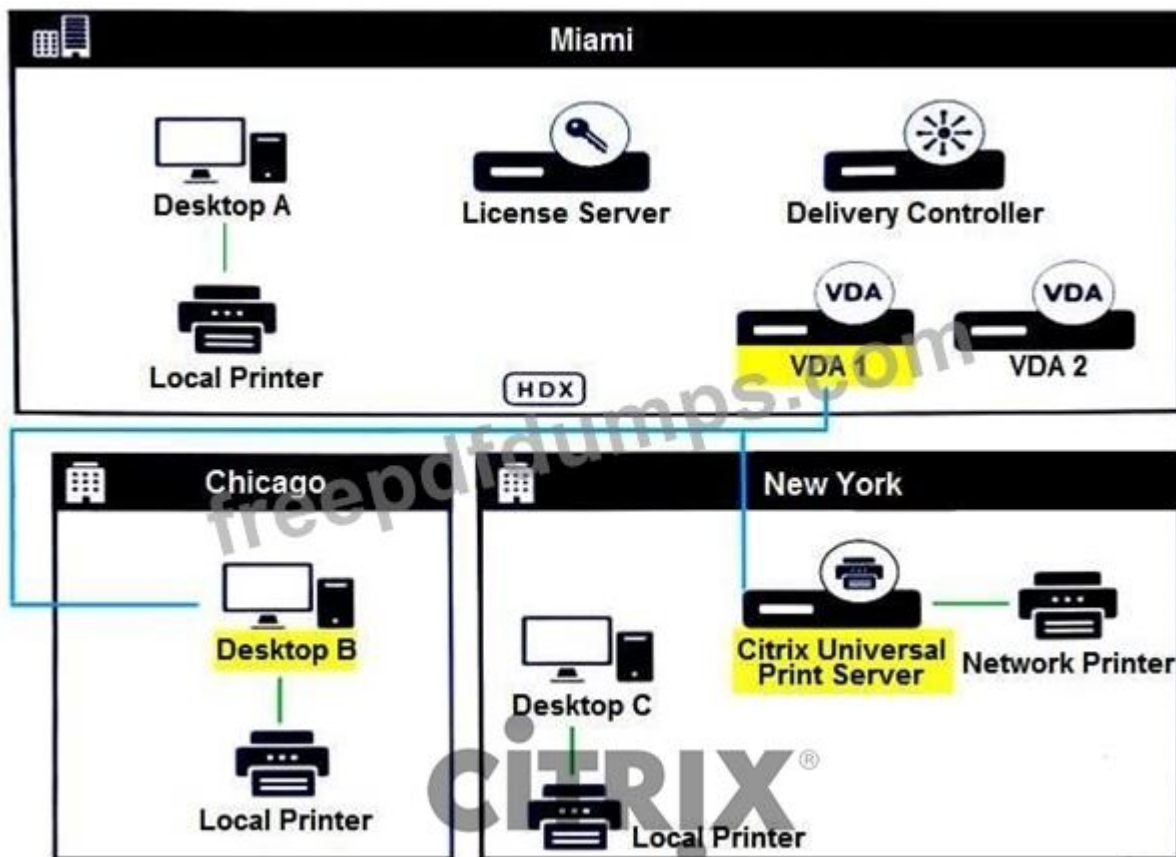 Miami
Desktop A
License Server
Delivery Controller
VDA
VDA
Local Printer
VDA 1
VDA 2
HDX
freepdfdumps.com
Chicago
New York
Desktop B
Citrix Universal
Print Server
Network Printer
Desktop C
CiTRIX®
Local Printer
Local Printer